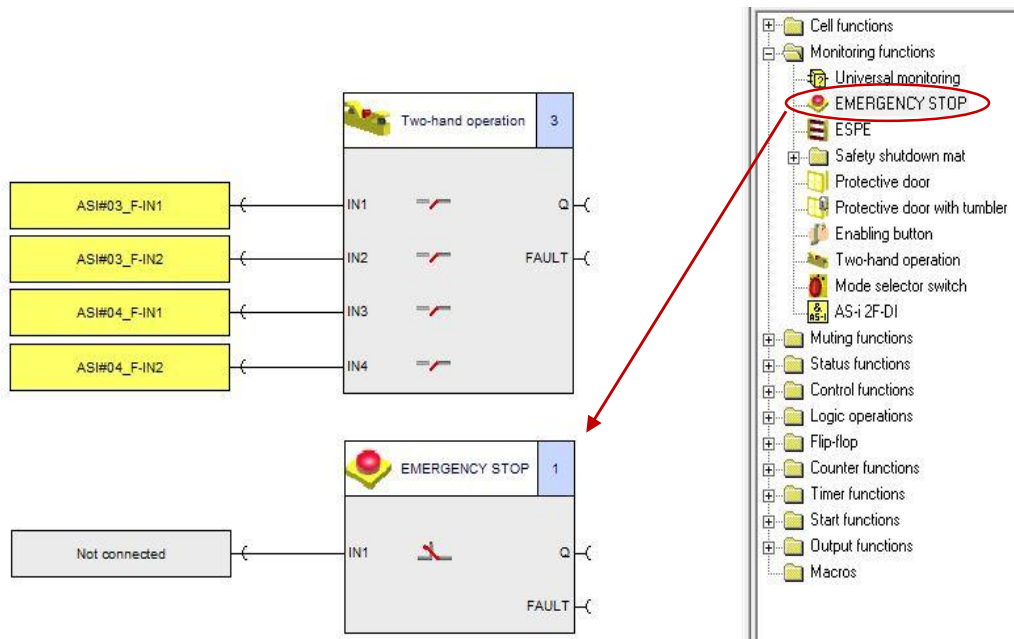 Two-hand operation 3
ASI#03_F-IN1 IN1 Q
ASI#03_F-IN2 IN2 FAULT
ASI#04_F-IN1 IN3
ASI#04_F-IN2 IN4
EMERGENCY STOP 1
Not connected IN1 Q
FAULT
Cell functions
Monitoring functions
Universal monitoring
EMERGENCY STOP
ESPE
Safety shutdown mat
Protective door
Protective door with tumbler
Enabling button
Two-hand operation
Mode selector switch
& AS-i AS-i 2F-DI
Muting functions
Status functions
Control functions
Logic operations
Flip-flop
Counter functions
Timer functions
Start functions
Output functions
Macros